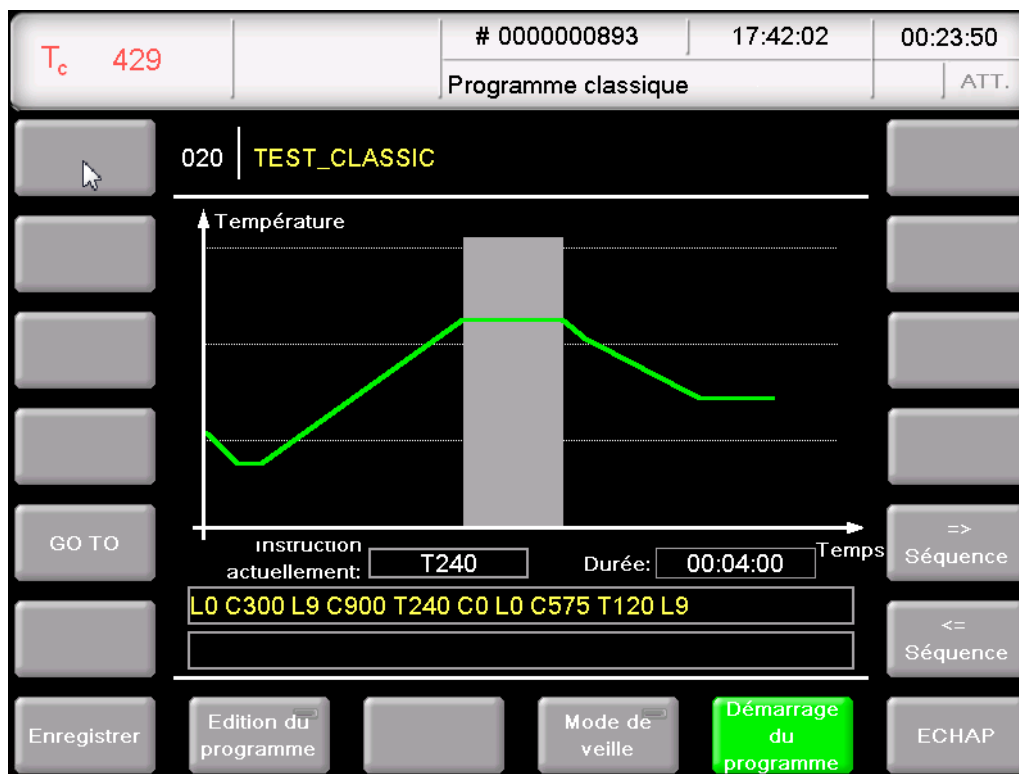 Tc 429
# 0000000893
17:42:02
00:23:50
Programme classique
ATT.
020 TEST_CLASSIC
Température
GO TO
Instruction
actuellement:
T240
Durée:
00:04:00
Temps
=>
Séquence
L0 C300 L9 C900 T240 C0 L0 C575 T120 L9
<=
Séquence
Enregistrer
Edition du
programme
Mode de
veille
Démarrage
du
programme
ECHAP